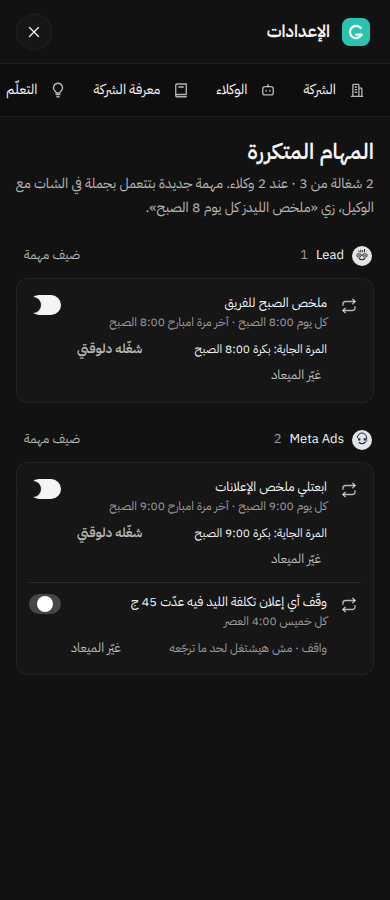 الإعدادات
الشركة
الوكلاء
معرفة الشركة
التعلّم
المهام المتكررة
2 شغالة من 3 · عند 2 وكلاء. مهمة جديدة بتتعمل بجملة في الشات مع
الوكيل، زي «ملخص الليدز كل يوم 8 الصبح».
Lead 1 ضيف مهمة
ملخص الصبح للفريق
كل يوم 8:00 الصبح · آخر مرة امبارح 8:00 الصبح
المرة الجاية: بكرة 8:00 الصبح شغّله دلوقتي
غيّر الميعاد
Meta Ads 2 ضيف مهمة
ابعتلي ملخص الإعلانات
كل يوم 9:00 الصبح · آخر مرة امبارح 9:00 الصبح
المرة الجاية: بكرة 9:00 الصبح شغّله دلوقتي
غيّر الميعاد
وقّف أي إعلان تكلفة الليد فيه عدّت 45 ج
كل خميس 4:00 العصر
واقف · مش هيشتغل لحد ما ترجّعه غيّر الميعاد